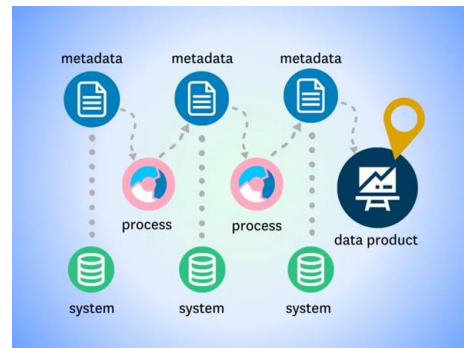 metadata
metadata
metadata
process
process
data product
system
system
system